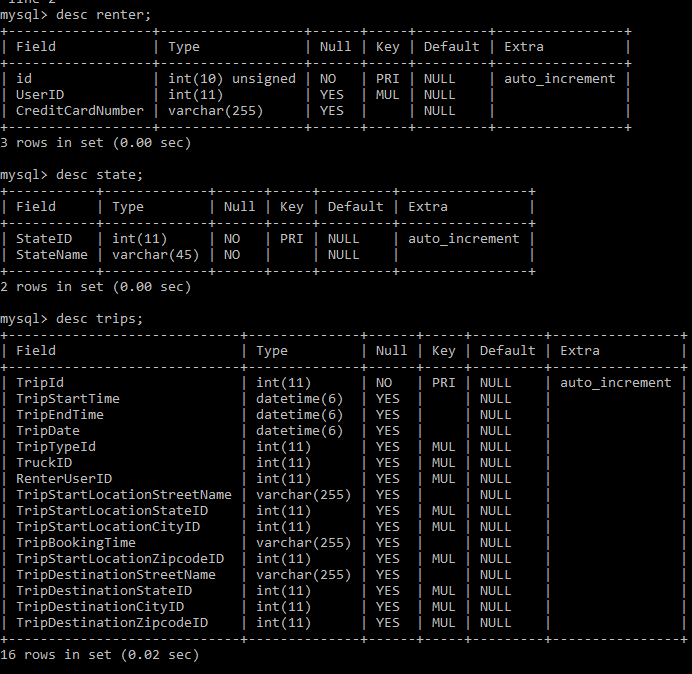 line 2
mysql> desc renter;
+------------------+------------------+------+-----+---------+----------------+
| Field            | Type             | Null | Key | Default | Extra          |
+------------------+------------------+------+-----+---------+----------------+
| id               | int(10) unsigned | NO   | PRI | NULL    | auto_increment |
| UserID           | int(11)          | YES  | MUL | NULL    |                |
| CreditCardNumber | varchar(255)     | YES  |     | NULL    |                |
+------------------+------------------+------+-----+---------+----------------+
3 rows in set (0.00 sec)
mysql> desc state;
+-----------+-------------+------+-----+---------+----------------+
| Field     | Type        | Null | Key | Default | Extra          |
+-----------+-------------+------+-----+---------+----------------+
| StateID   | int(11)     | NO   | PRI | NULL    | auto_increment |
| StateName | varchar(45) | NO   |     | NULL    |                |
+-----------+-------------+------+-----+---------+----------------+
2 rows in set (0.00 sec)
mysql> desc trips;
+-----------------------------+--------------+------+-----+---------+----------------+
| Field                       | Type         | Null | Key | Default | Extra          |
+-----------------------------+--------------+------+-----+---------+----------------+
| TripId                      | int(11)      | NO   | PRI | NULL    | auto_increment |
| TripStartTime               | datetime(6)  | YES  |     | NULL    |                |
| TripEndTime                 | datetime(6)  | YES  |     | NULL    |                |
| TripDate                    | datetime(6)  | YES  |     | NULL    |                |
| TripTypeId                  | int(11)      | YES  | MUL | NULL    |                |
| TruckID                     | int(11)      | YES  | MUL | NULL    |                |
| RenterUserID                | int(11)      | YES  | MUL | NULL    |                |
| TripStartLocationStreetName | varchar(255) | YES  |     | NULL    |                |
| TripStartLocationStateID    | int(11)      | YES  | MUL | NULL    |                |
| TripStartLocationCityID     | int(11)      | YES  | MUL | NULL    |                |
| TripBookingTime             | varchar(255) | YES  |     | NULL    |                |
| TripStartLocationZipcodeID  | int(11)      | YES  | MUL | NULL    |                |
| TripDestinationStreetName   | varchar(255) | YES  |     | NULL    |                |
| TripDestinationStateID      | int(11)      | YES  | MUL | NULL    |                |
| TripDestinationCityID       | int(11)      | YES  | MUL | NULL    |                |
| TripDestinationZipcodeID    | int(11)      | YES  | MUL | NULL    |                |
+-----------------------------+--------------+------+-----+---------+----------------+
16 rows in set (0.02 sec)